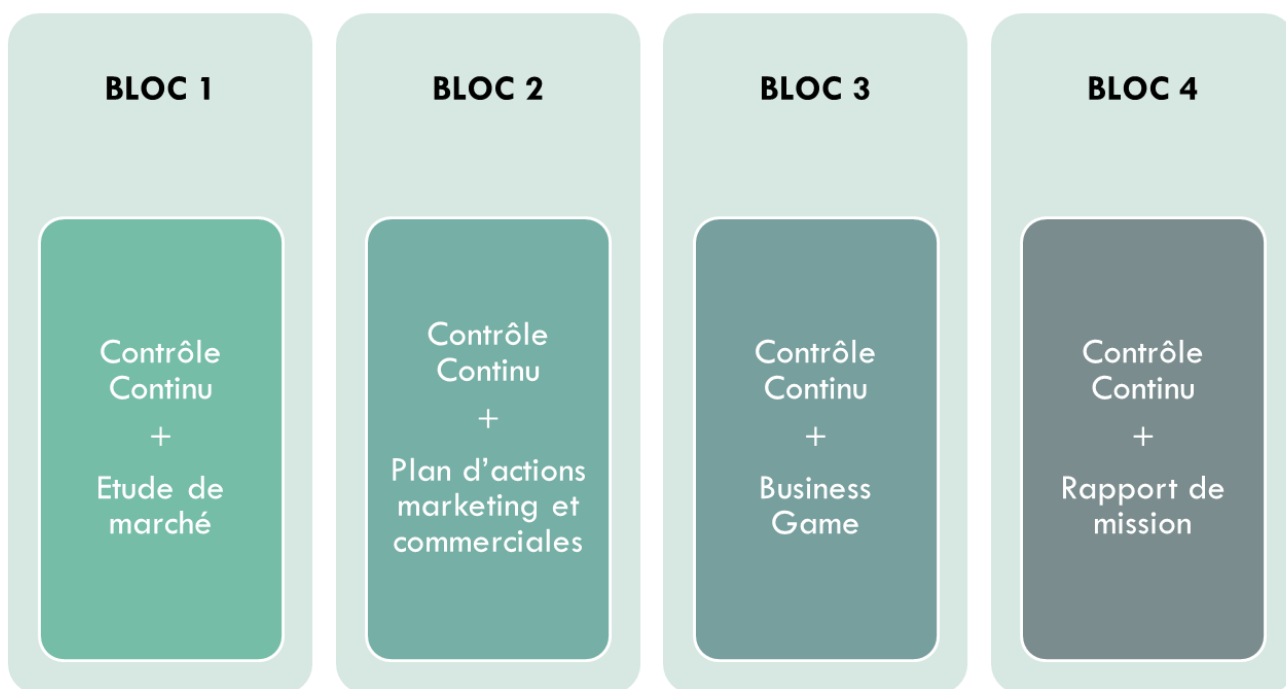 BLOC 1
Contrôle
Continu
+
Etude de
marché
BLOC 2
Contrôle
Continu
+
Plan d’actions
marketing et
commerciales
BLOC 3
Contrôle
Continu
+
Business
Game
BLOC 4
Contrôle
Continu
+
Rapport de
mission